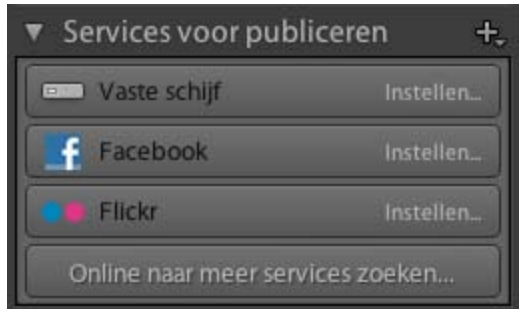 Services voor publiceren
Vaste schijf Instellen...
Facebook Instellen...
Flickr Instellen...
Online naar meer services zoeken...